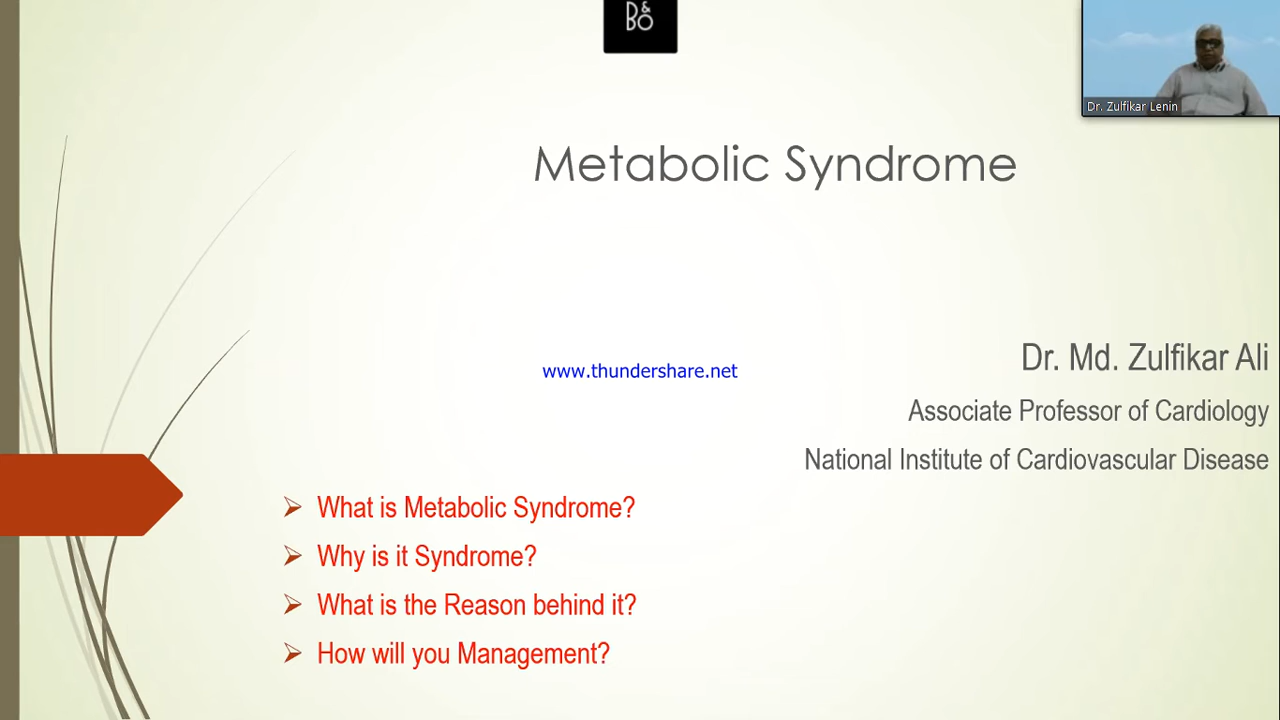 D&
BO
Dr. Zulfikar Lenin
Metabolic Syndrome
Dr. Md. Zulfikar Ali
www.thundershare.net
Associate Professor of Cardiology
National Institute of Cardiovascular Disease
What is Metabolic Syndrome?
Why is it Syndrome?
What is the Reason behind it?
How will you Management?